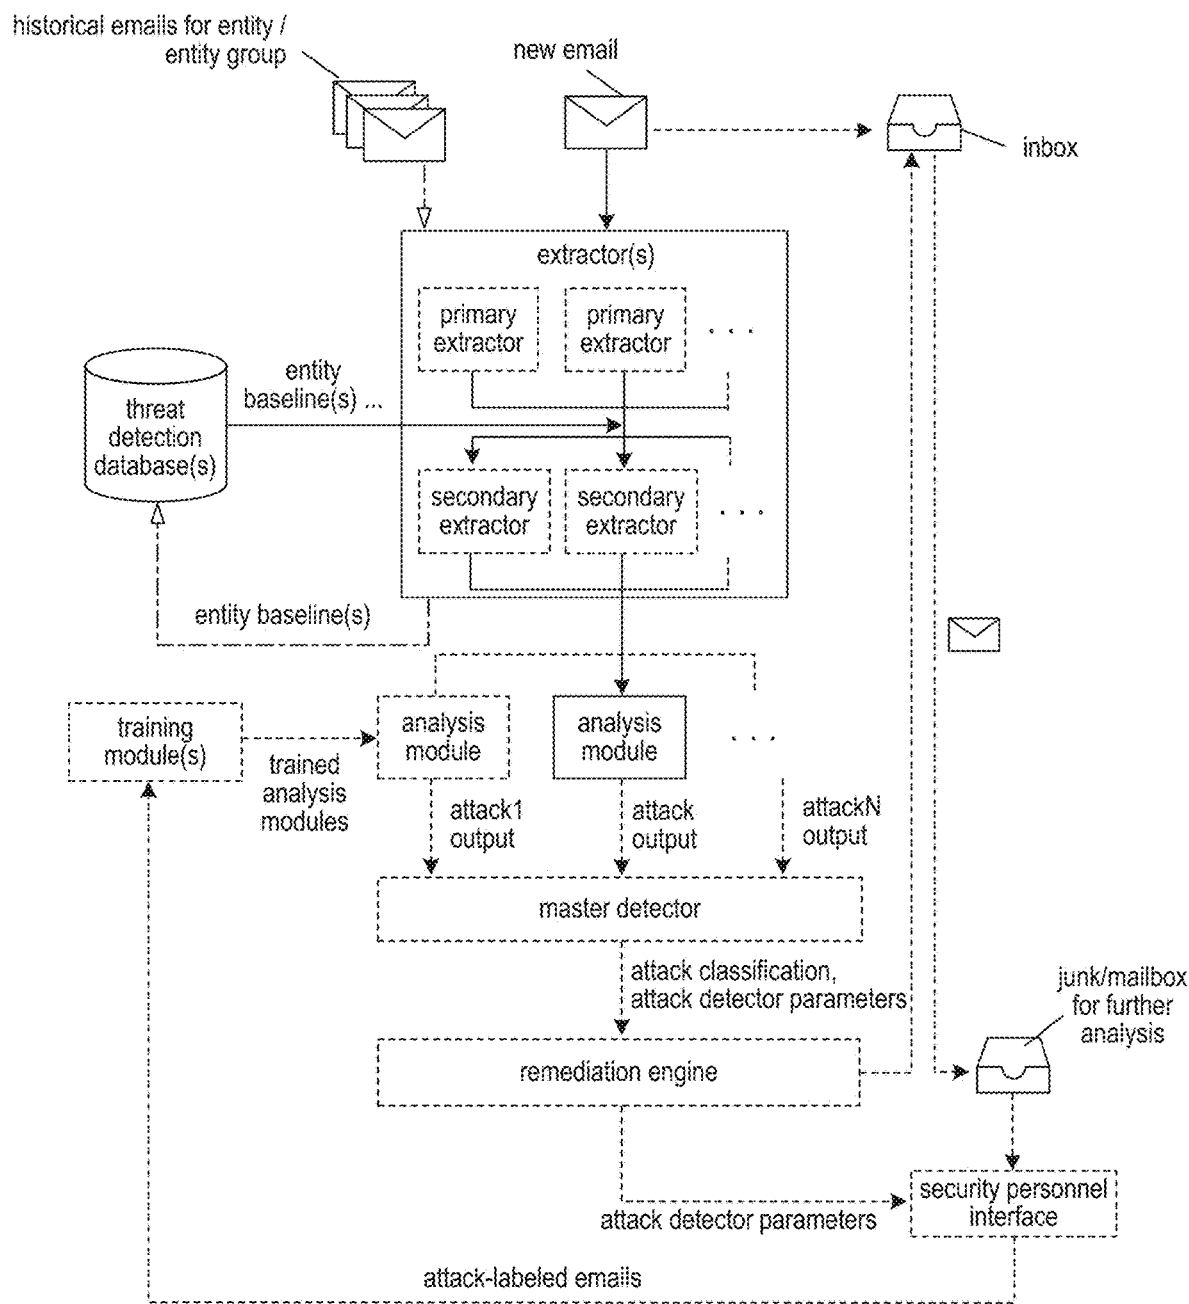 historical emails for entity /
entity group
new email
inbox
extractor(s)
primary
extractor
primary
extractor
. . .
threat
detection
database(s)
entity
baseline(s) ...
secondary
extractor
secondary
extractor
. . .
entity baseline(s)
training
module(s)
trained
analysis
modules
analysis
module
analysis
module
. . .
attack1
output
attack
output
attackN
output
master detector
attack classification,
attack detector parameters
junk/mailbox
for further
analysis
remediation engine
security personnel
interface
attack detector parameters
attack-labeled emails